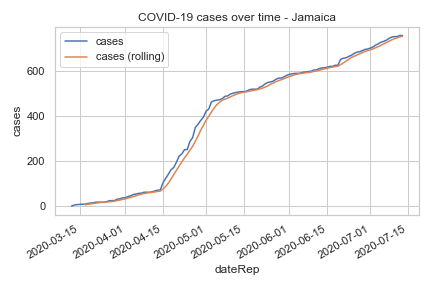 COVID-19 cases over time - Jamaica
cases
cases (rolling)
600
400
200
0
cases
2020-03-15
2020-04-01
2020-04-15
2020-05-01
2020-05-15
2020-06-01
2020-06-15
2020-07-01
2020-07-15
dateRep